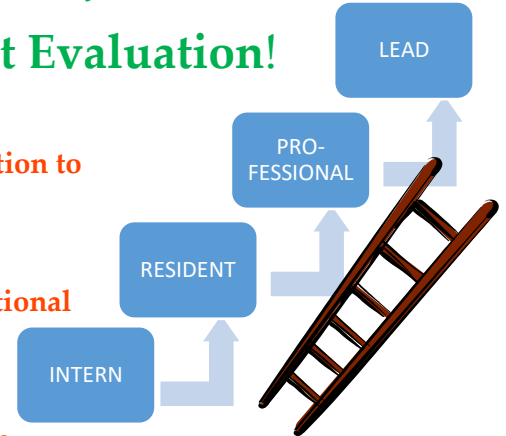 t Evaluation!
LEAD
PRO-
FESSIONAL
tion to
RESIDENT
tional
INTERN